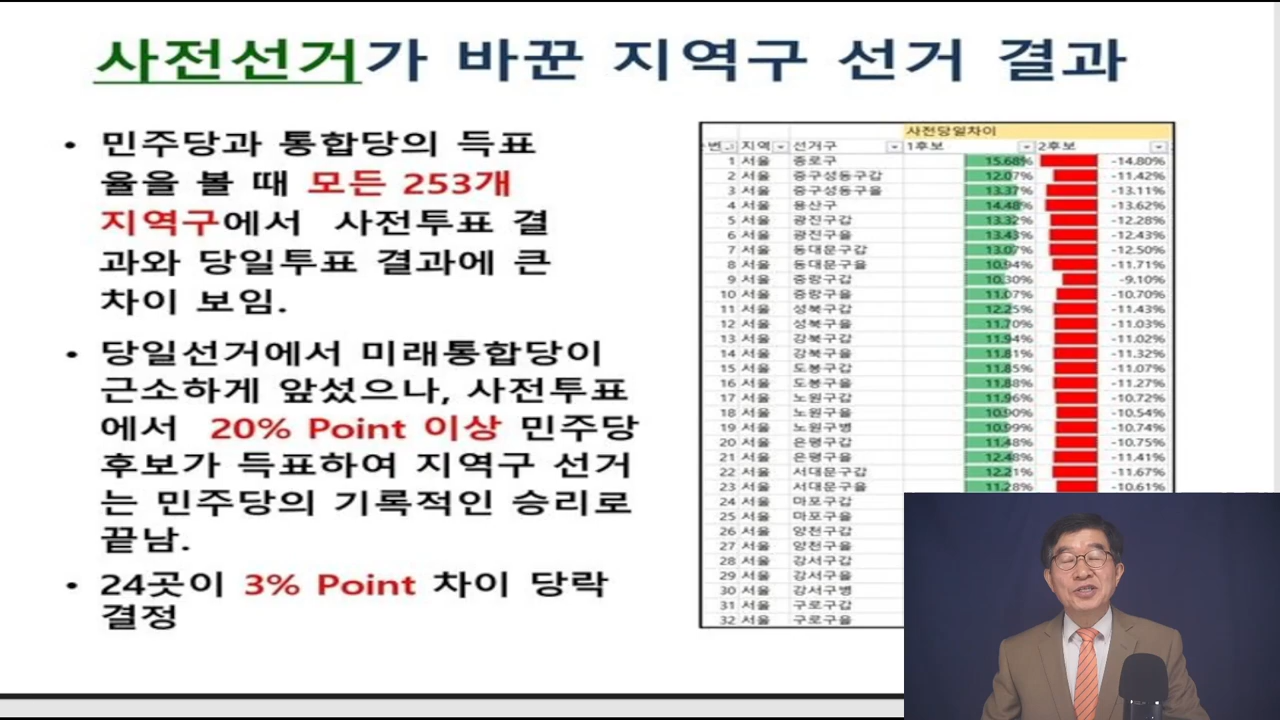 사전선거가 바꾼 지역구 선거 결과
• 민주당과 통합당의 득표
율을 볼 때 모든 253개
지역구에서 사전투표 결
과와 당일투표 결과에 큰
차이 보임.
• 당일선거에서 미래통합당이
근소하게 앞섰으나, 사전투표
에서 20% Point 이상 민주당
후보가 득표하여 지역구 선거
는 민주당의 기록적인 승리로
끝남.
• 24곳이 3% Point 차이 당락
결정
사전당일차이
번 지역 선거구 1후보 2후보
1 서울 종로구 15.68% -14.80%
2 서울 중구성동구갑 12.07% -11.42%
3 서울 중구성동구을 13.37% -13.11%
4 서울 용산구 14.48% -13.62%
5 서울 광진구갑 13.32% -12.28%
6 서울 광진구을 13.43% -12.43%
7 서울 동대문구갑 13.07% -12.50%
8 서울 동대문구을 10.94% -11.71%
9 서울 중랑구갑 10.30% -9.10%
10 서울 중랑구을 11.07% -10.70%
11 서울 성북구갑 12.25% -11.43%
12 서울 성북구을 11.70% -11.03%
13 서울 강북구갑 11.94% -11.02%
14 서울 강북구을 11.81% -11.32%
15 서울 도봉구갑 11.85% -11.07%
16 서울 도봉구을 11.88% -11.27%
17 서울 노원구갑 11.96% -10.72%
18 서울 노원구을 10.90% -10.54%
19 서울 노원구병 10.99% -10.74%
20 서울 은평구갑 11.48% -10.75%
21 서울 은평구을 12.48% -11.41%
22 서울 서대문구갑 12.21% -11.67%
23 서울 서대문구을 11.28% -10.61%
24 서울 마포구갑
25 서울 마포구을
26 서울 양천구갑
27 서울 양천구을
28 서울 강서구갑
29 서울 강서구을
30 서울 강서구병
31 서울 구로구갑
32 서울 구로구을